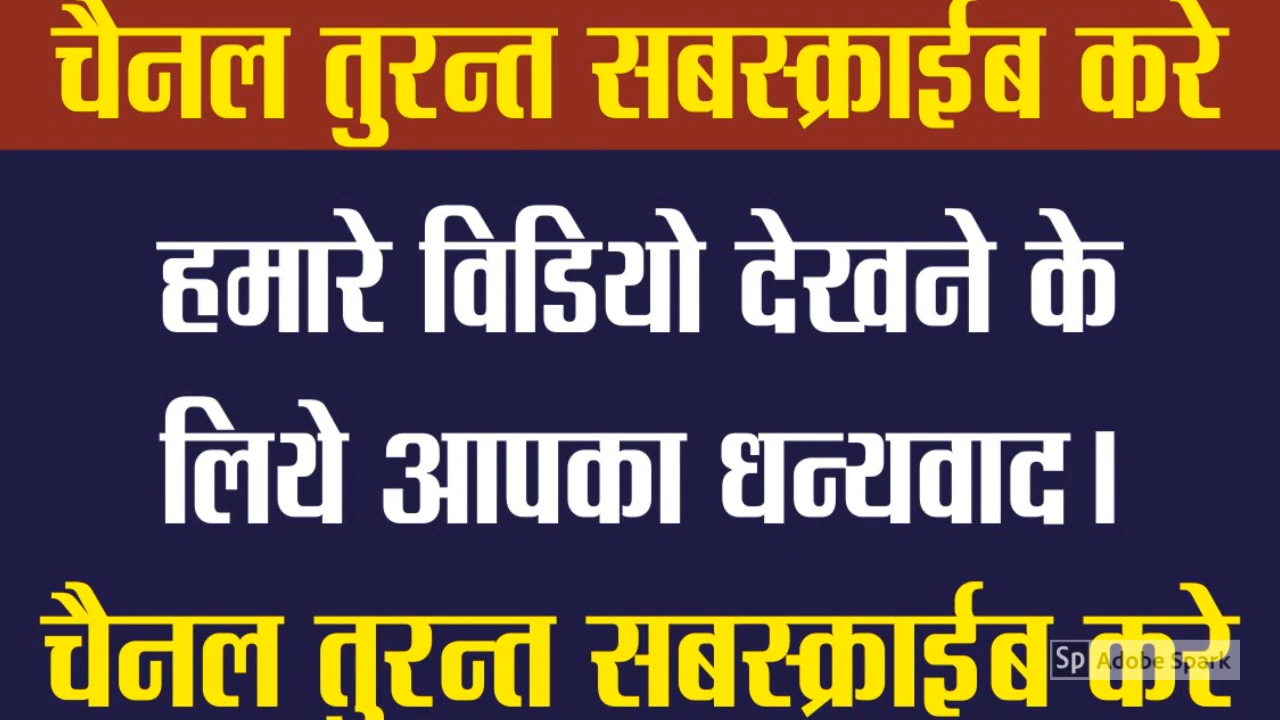 चैनल तुरन्त सबस्क्राईब करे
हमारे विडियो देखने के
लिये आपका धन्यवाद।
चैनल तुरन्त सबस्क्राईब करे
Sp Adobe Spark